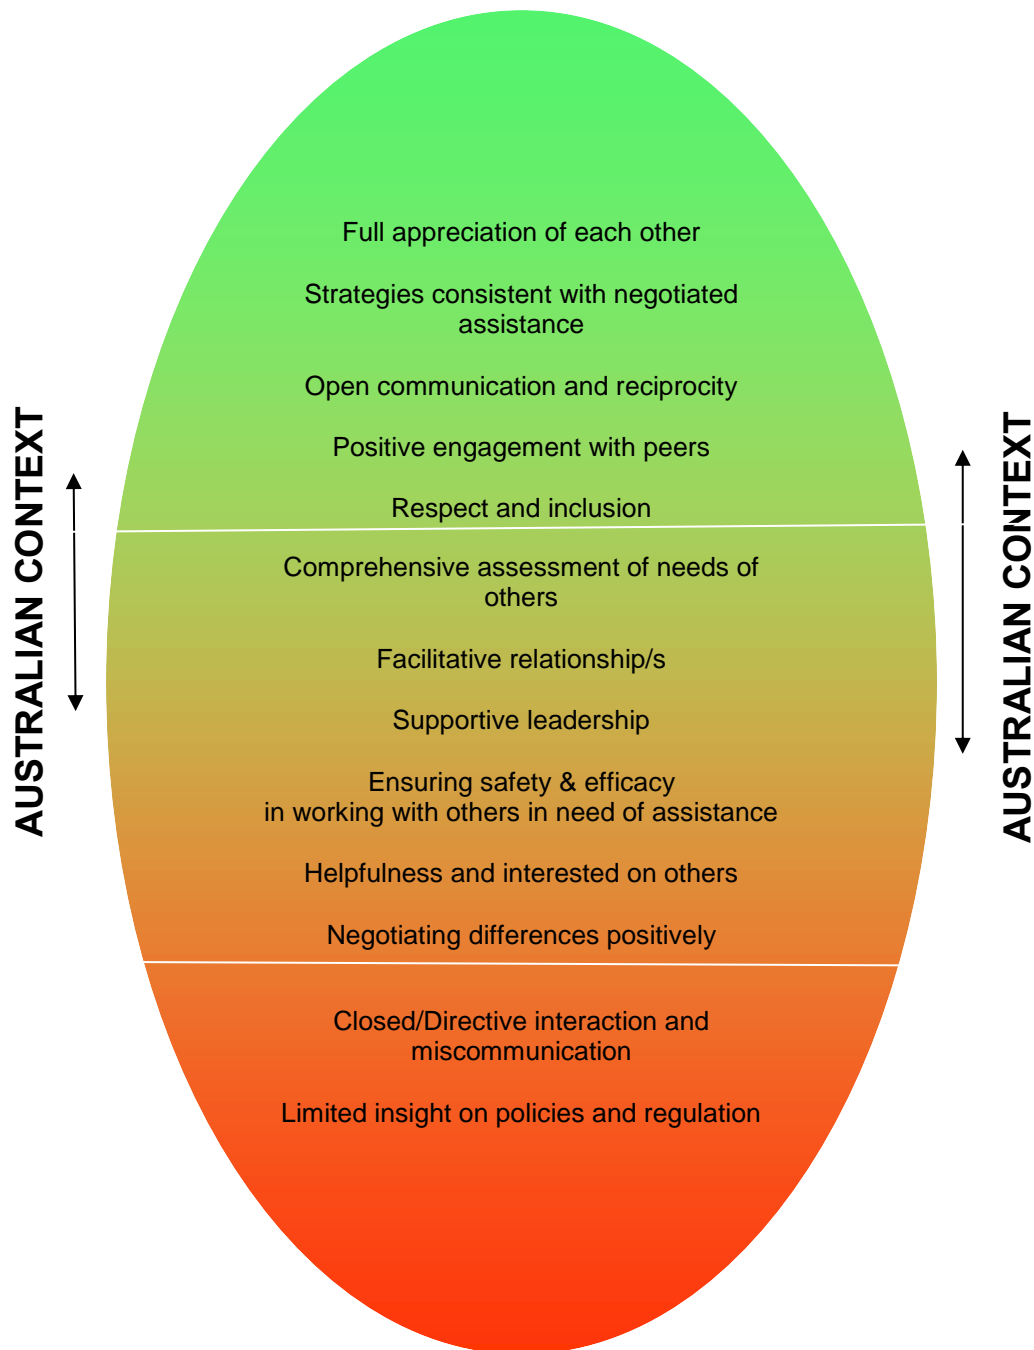 Full appreciation of each other
Strategies consistent with negotiated
assistance
Open communication and reciprocity
Positive engagement with peers
Respect and inclusion
Comprehensive assessment of needs of
others
Facilitative relationship/s
Supportive leadership
Ensuring safety & efficacy
in working with others in need of assistance
Helpfulness and interested on others
Negotiating differences positively
Closed/Directive interaction and
miscommunication
Limited insight on policies and regulation
AUSTRALIAN CONTEXT
AUSTRALIAN CONTEXT